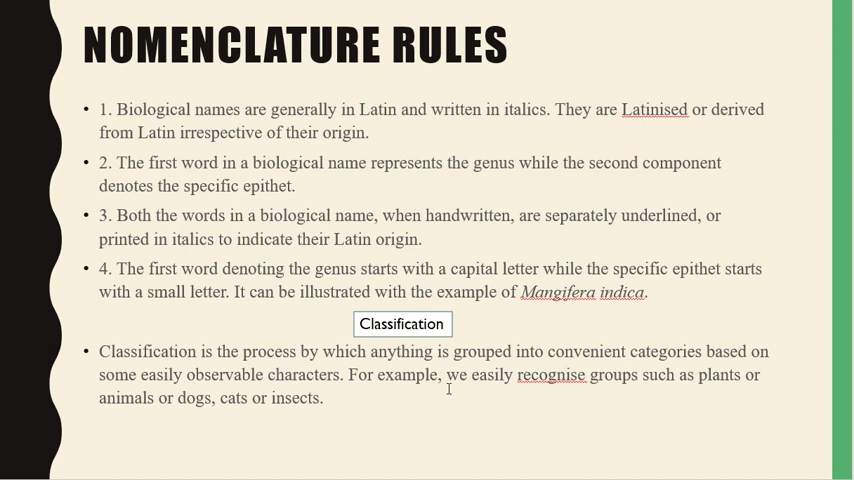 NOMENCLATURE RULES
• 1. Biological names are generally in Latin and written in italics. They are Latinised or derived
from Latin irrespective of their origin.
• 2. The first word in a biological name represents the genus while the second component
denotes the specific epithet.
• 3. Both the words in a biological name, when handwritten, are separately underlined, or
printed in italics to indicate their Latin origin.
• 4. The first word denoting the genus starts with a capital letter while the specific epithet starts
with a small letter. It can be illustrated with the example of Mangifera indica.
Classification
• Classification is the process by which anything is grouped into convenient categories based on
some easily observable characters. For example, we easily recognise groups such as plants or
animals or dogs, cats or insects.